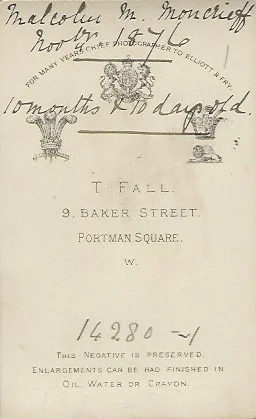 Malcolm M. Moncrieff
Novbr 1876
FOR MANY YEARS CHIEF PHOTOGRAPHER TO ELLIOTT & FRY.
10 months & 10 days old.
T. FALL.
9, BAKER STREET,
PORTMAN SQUARE.
W.
14280 -1
THIS NEGATIVE IS PRESERVED.
ENLARGEMENTS CAN BE HAD FINISHED IN
OIL, WATER OR CRAYON.